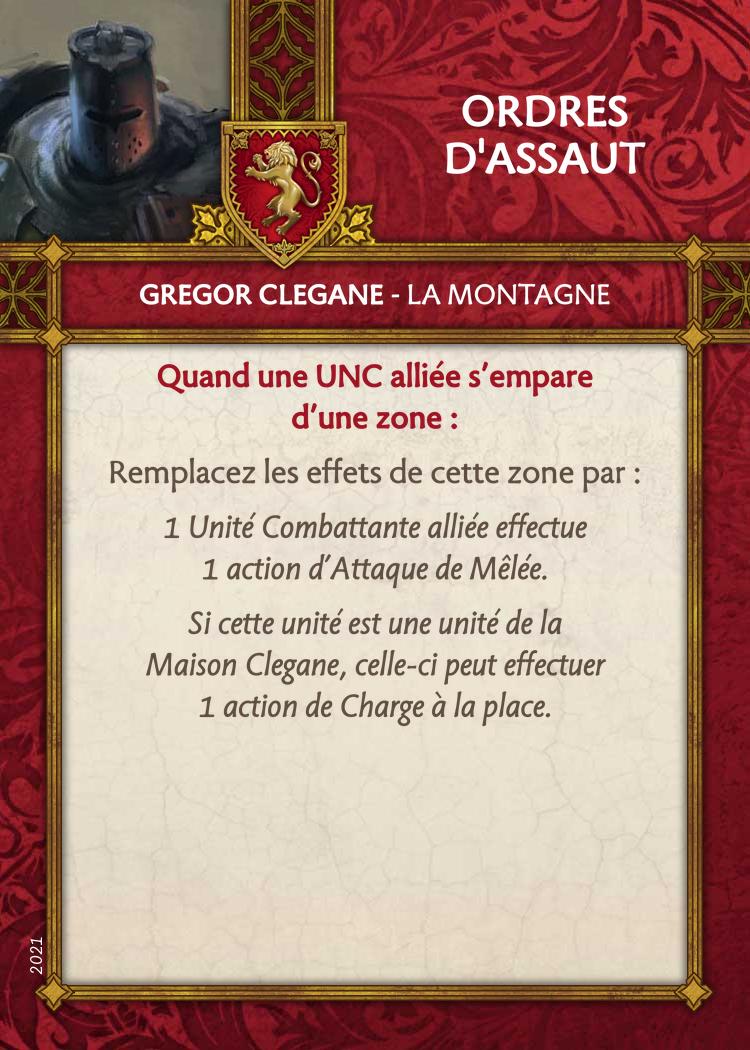 ORDRES
D'ASSAUT
GREGOR CLEGANE - LA MONTAGNE
Quand une UNC alliée s’empare
d’une zone :
Remplacez les effets de cette zone par :
1 Unité Combattante alliée effectue
1 action d’Attaque de Mêlée.
Si cette unité est une unité de la
Maison Clegane, celle-ci peut effectuer
1 action de Charge à la place.
2021